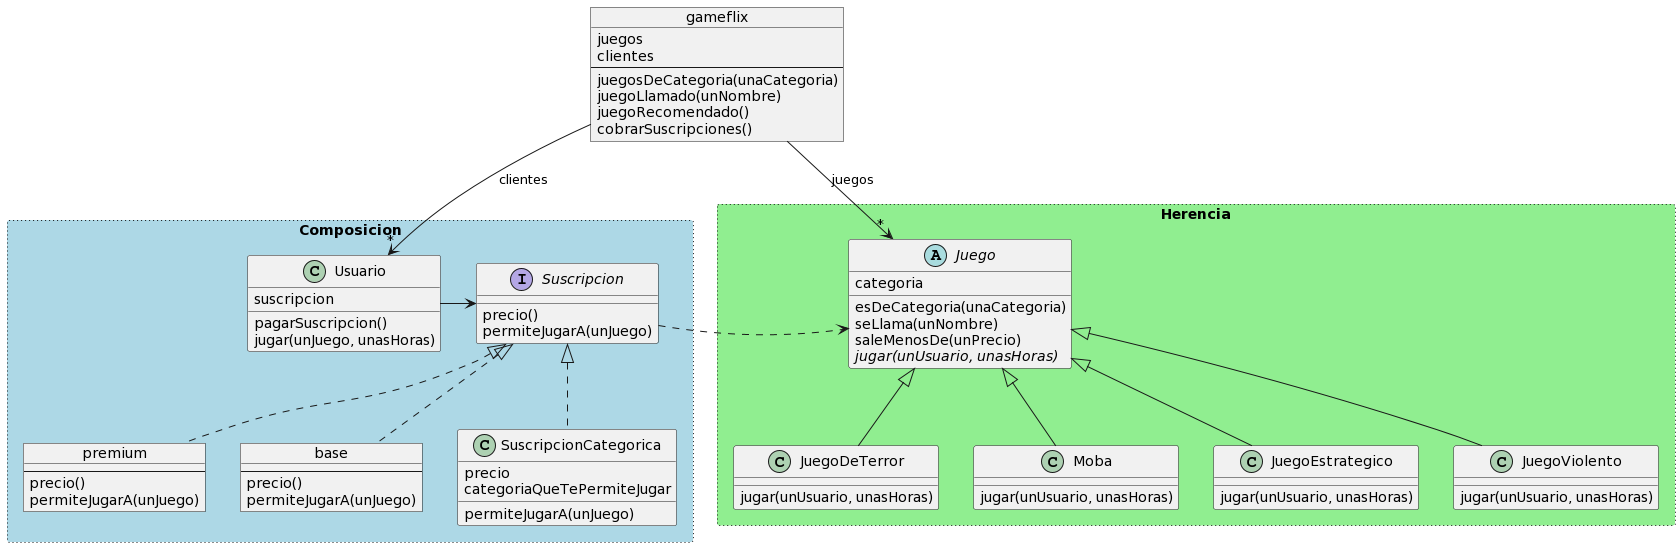 gameflix
juegos
clientes
juegosDeCategoria(unaCategoria)
juegoLlamado(unNombre)
juegoRecomendado()
cobrarSuscripciones()
clientes
juegos
*
*
Composicion
C Usuario
suscripcion
pagarSuscripcion()
jugar(unJuego, unasHoras)
I Suscripcion
precio()
permiteJugarA(unJuego)
premium
precio()
permiteJugarA(unJuego)
base
precio()
permiteJugarA(unJuego)
C SuscripcionCategorica
precio
categoriaQueTePermiteJugar
permiteJugarA(unJuego)
Herencia
A Juego
categoria
esDeCategoria(unaCategoria)
seLlama(unNombre)
saleMenosDe(unPrecio)
jugar(unUsuario, unasHoras)
C JuegoDeTerror
jugar(unUsuario, unasHoras)
C Moba
jugar(unUsuario, unasHoras)
C JuegoEstrategico
jugar(unUsuario, unasHoras)
C JuegoViolento
jugar(unUsuario, unasHoras)